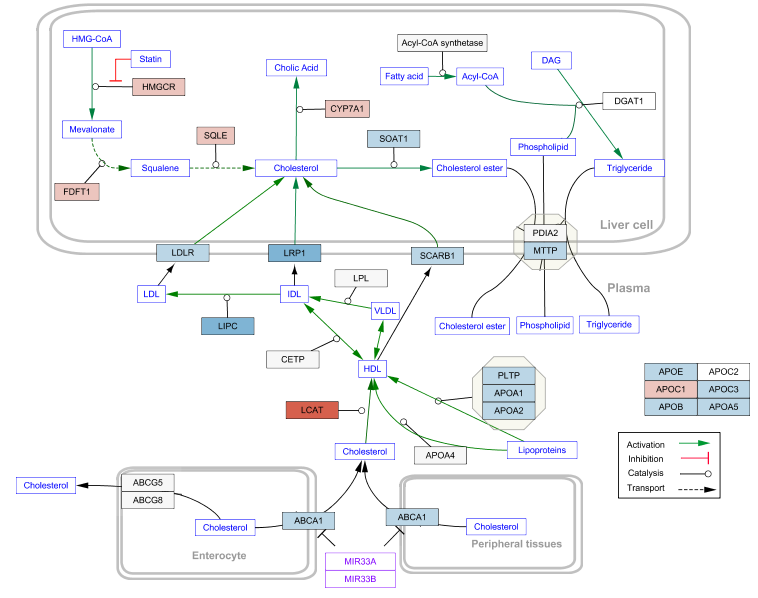 HMG-CoA
Statin
HMGCR
Mevalonate
SQLE
FDFT1
Squalene
Cholic Acid
CYP7A1
Cholesterol
Acyl-CoA synthetase
Fatty acid
Acyl-CoA
DAG
DGAT1
SOAT1
Phospholipid
Cholesterol ester
Triglyceride
Liver cell
PDIA2
MTTP
LDLR
LRP1
SCARB1
Plasma
LDL
IDL
LPL
VLDL
LIPC
CETP
HDL
Cholesterol ester
Phospholipid
Triglyceride
PLTP
APOA1
APOA2
APOE
APOC2
APOC1
APOC3
APOB
APOA5
LCAT
Cholesterol
APOA4
Lipoproteins
Activation
Inhibition
Catalysis
Transport
Cholesterol
ABCG5
ABCG8
Cholesterol
ABCA1
Enterocyte
ABCA1
Cholesterol
Peripheral tissues
MIR33A
MIR33B